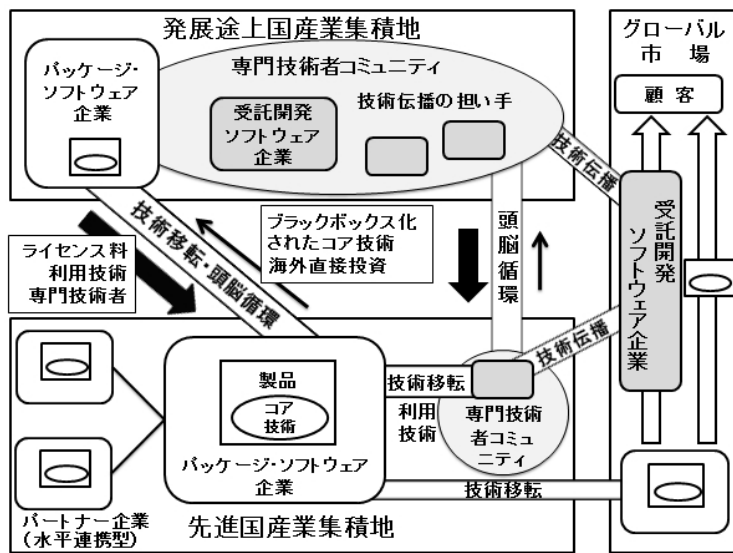 発展途上国産業集積地
パッケージ・
ソフトウェア
企業
専門技術者コミュニティ
受託開発
ソフトウェア
企業
技術伝播の担い手
グローバル
市 場
顧 客
技術伝播
受託開発
ソフトウェア企業
技術移転・頭脳循環
ブラックボックス化
されたコア技術
海外直接投資
頭脳循環
ライセンス料
利用技術
専門技術者
製品
コア
技術
パッケージ・ソフトウェア
企業
技術移転
利用
技術
専門技術
者コミュ
ニティ
技術伝播
技術移転
パートナー企業
(水平連携型)
先進国産業集積地